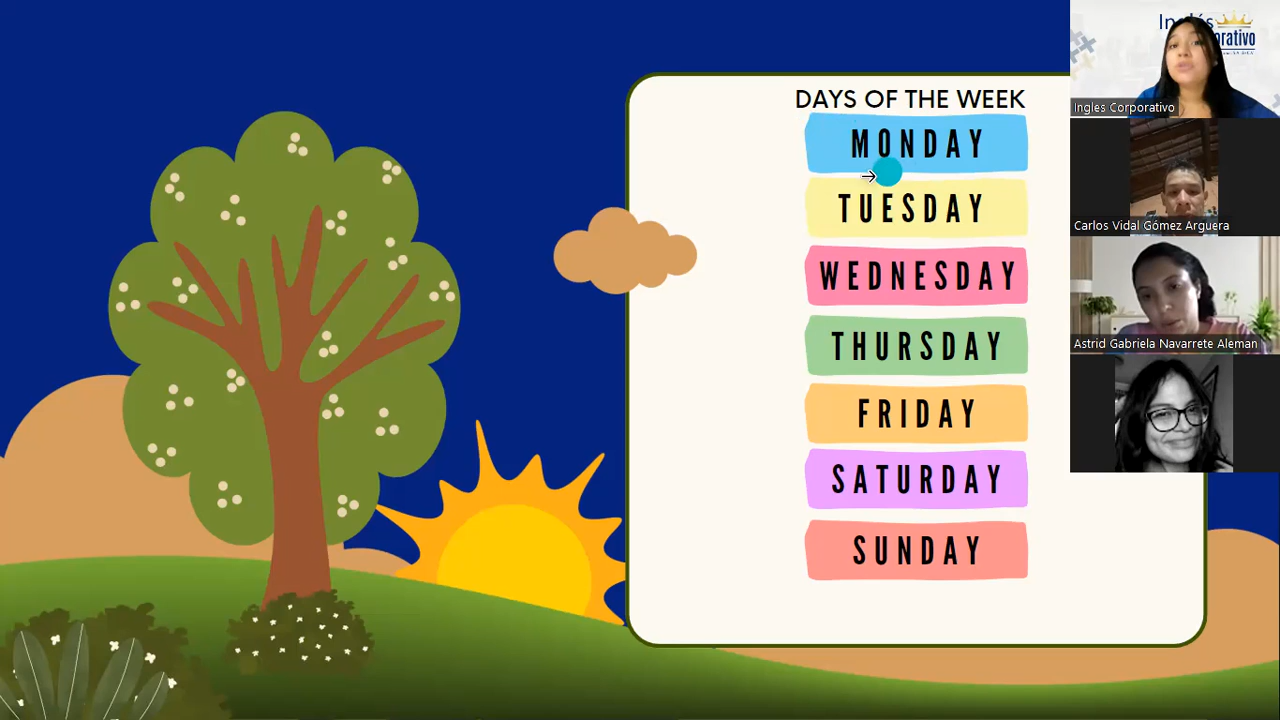 DAYS OF THE WEEK
MONDAY
TUESDAY
WEDNESDAY
THURSDAY
FRIDAY
SATURDAY
SUNDAY
Ingles Corporativo
Carlos Vidal Gómez Arguera
Astrid Gabriela Navarrete Aleman